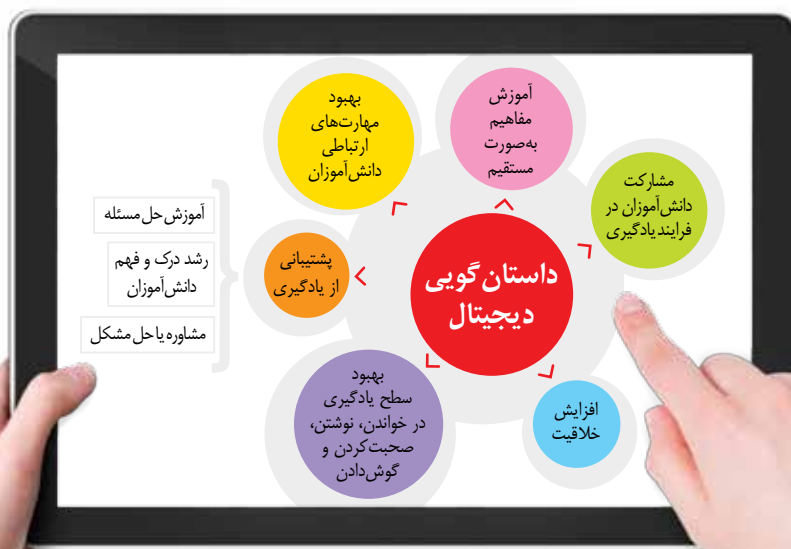 داستان‌گویی
دیجیتال
آموزش
مفاهیم
به‌صورت
مستقیم
مشارکت
دانش‌آموزان در
فرایند یادگیری
افزایش
خلاقیت
بهبود
سطح یادگیری
در خواندن، نوشتن،
صحبت‌کردن و
گوش‌دادن
پشتیبانی
از یادگیری
آموزش حل مسئله
رشد درک و فهم
دانش‌آموزان
مشاوره یا حل مشکل
بهبود
مهارت‌های
ارتباطی
دانش‌آموزان